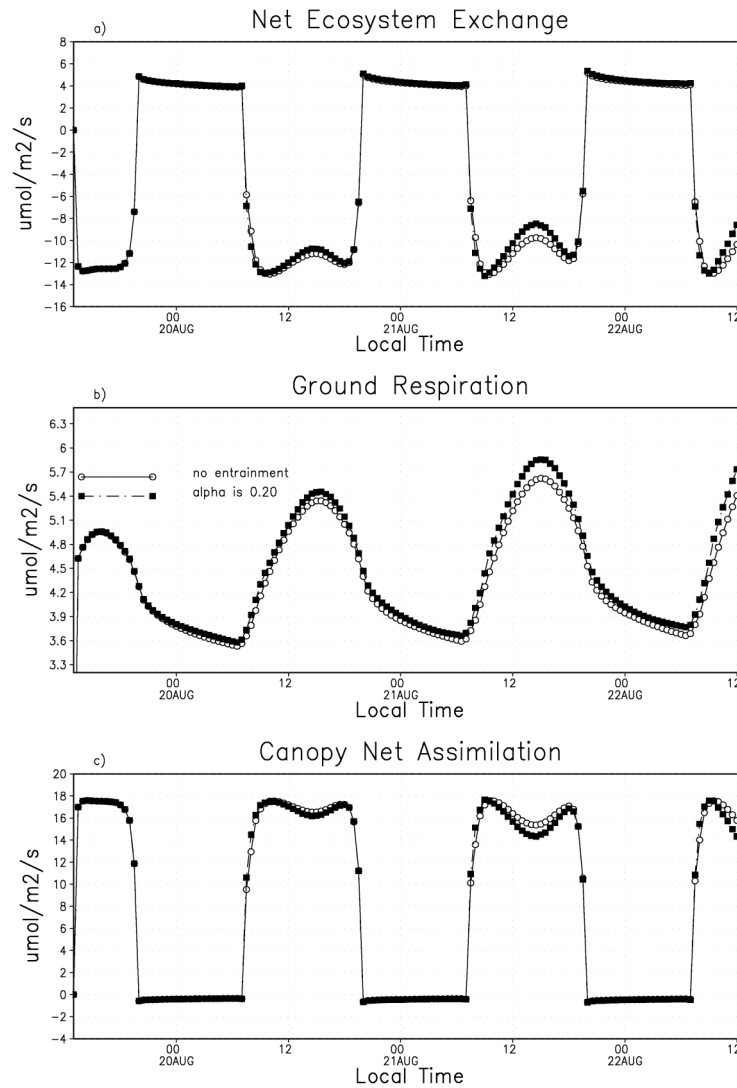 Net Ecosystem Exchange
a)
8
6
4
2
0
−2
−4
−6
−8
−10
−12
−14
−16
umol/m2/s
00 12 00 12 00 12
20AUG 21AUG 22AUG
Local Time
Ground Respiration
b)
6.3
6
5.7
5.4
5.1
4.8
4.5
4.2
3.9
3.6
3.3
umol/m2/s
no entrainment
alpha is 0.20
00 12 00 12 00 12
20AUG 21AUG 22AUG
Local Time
Canopy Net Assimilation
c)
20
18
16
14
12
10
8
6
4
2
0
−2
−4
umol/m2/s
00 12 00 12 00 12
20AUG 21AUG 22AUG
Local Time